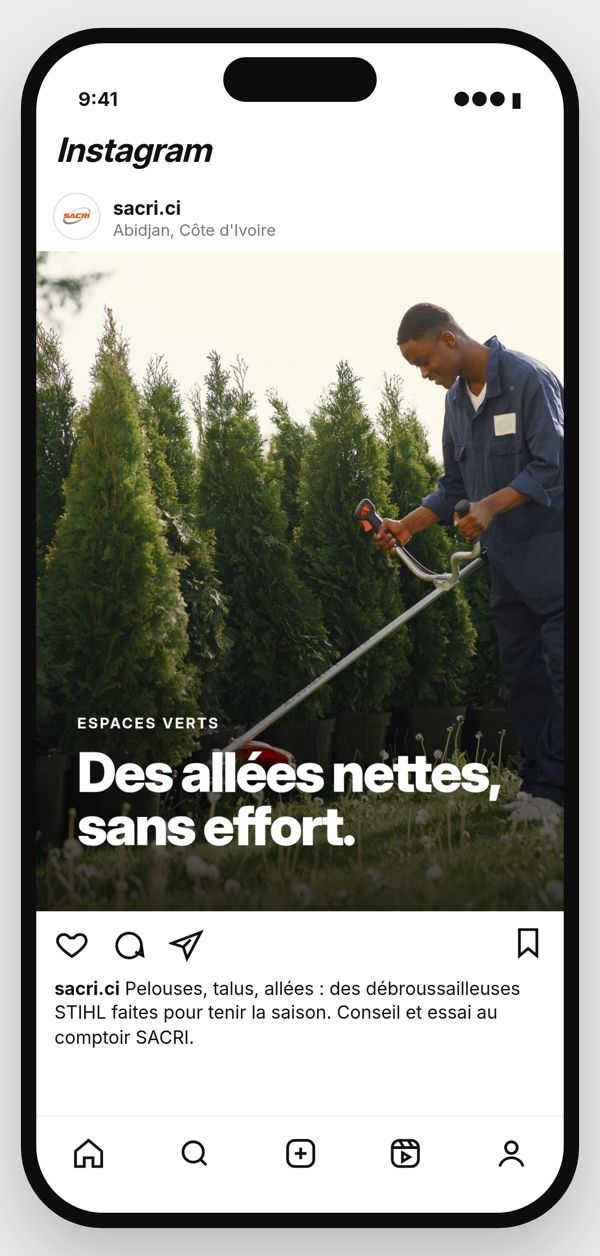 9:41
Instagram
SACRI
sacri.ci
Abidjan, Côte d'Ivoire
ESPACES VERTS
Des allées nettes,
sans effort.
sacri.ci Pelouses, talus, allées : des débroussailleuses
STIHL faites pour tenir la saison. Conseil et essai au
comptoir SACRI.